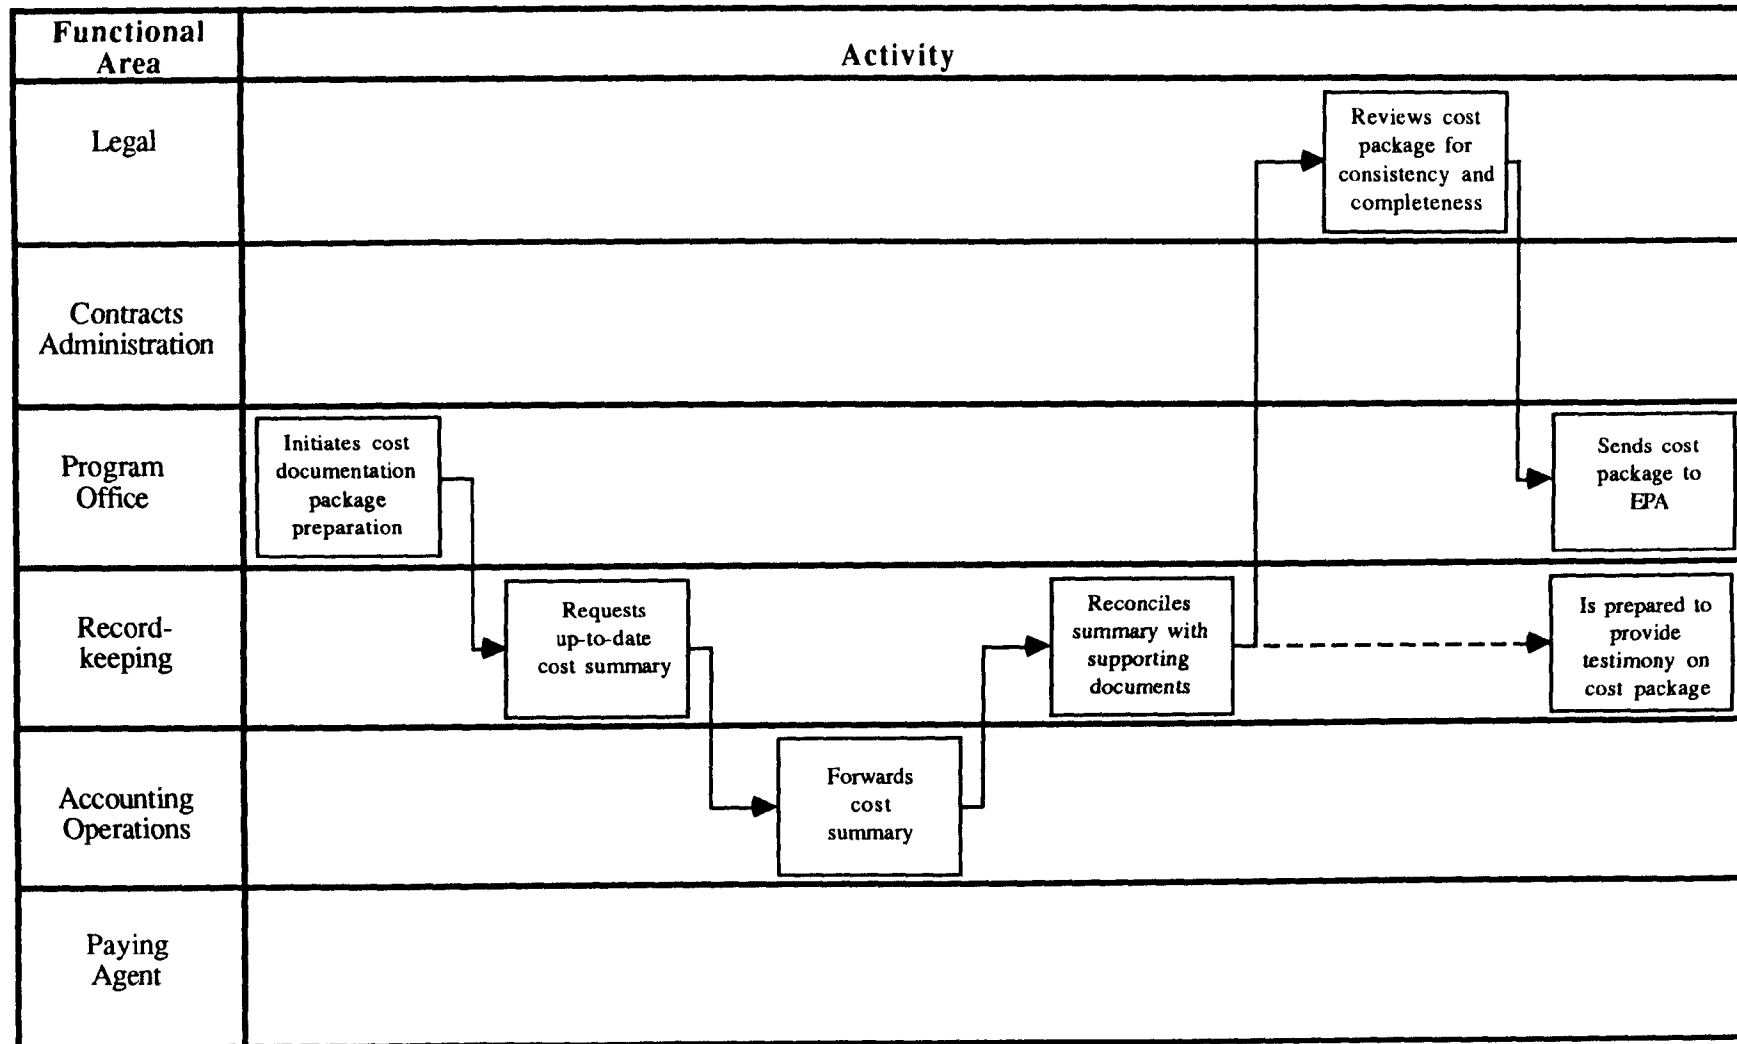 Functional
Area
Activity
Legal
Reviews cost
package for
consistency and
completeness
Contracts
Administration
Program
Office
Initiates cost
documentation
package
preparation
Sends cost
package to
EPA
Record-
keeping
Requests
up-to-date
cost summary
Reconciles
summary with
supporting
documents
Is prepared to
provide
testimony on
cost package
Accounting
Operations
Forwards
cost
summary
Paying
Agent